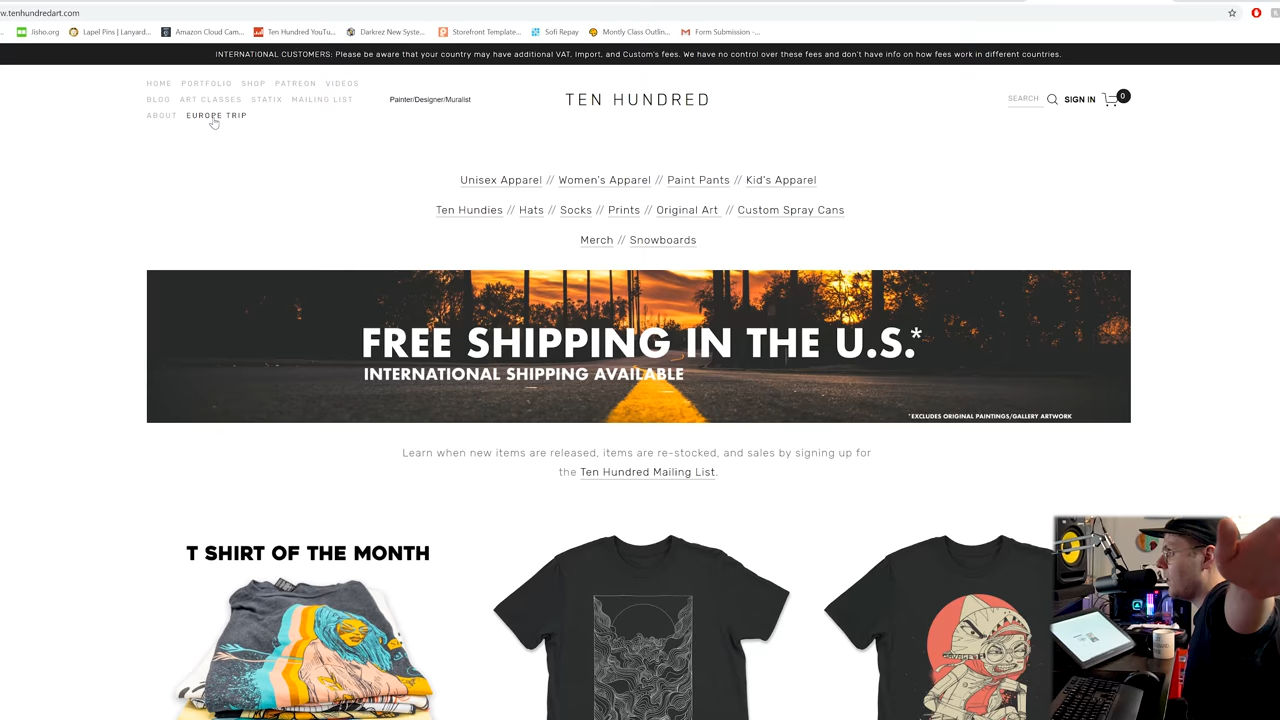 w.tenhundredart.com
Jisho.org
Lapel Pins | Lanyard...
Amazon Cloud Cam...
Ten Hundred YouTu...
Darkrez New Syste...
Storefront Template...
Sofi Repay
Montly Class Outlin...
Form Submission -...
INTERNATIONAL CUSTOMERS: Please be aware that your country may have additional VAT. Import, and Custom's fees. We have no control over these fees and don't have info on how fees work in different countries.
HOME PORTFOLIO SHOP PATREON VIDEOS
BLOG ART CLASSES STATIX MAILING LIST
ABOUT EUROPE TRIP
Painter/Designer/Muralist
TEN HUNDRED
SEARCH
SIGN IN
0
Unisex Apparel // Women's Apparel // Paint Pants // Kid's Apparel
Ten Hundies // Hats // Socks // Prints // Original Art // Custom Spray Cans
Merch // Snowboards
FREE SHIPPING IN THE U.S.*
INTERNATIONAL SHIPPING AVAILABLE
*EXCLUDES ORIGINAL PAINTINGS/GALLERY ARTWORK
Learn when new items are released, items are re-stocked, and sales by signing up for
the Ten Hundred Mailing List.
T SHIRT OF THE MONTH